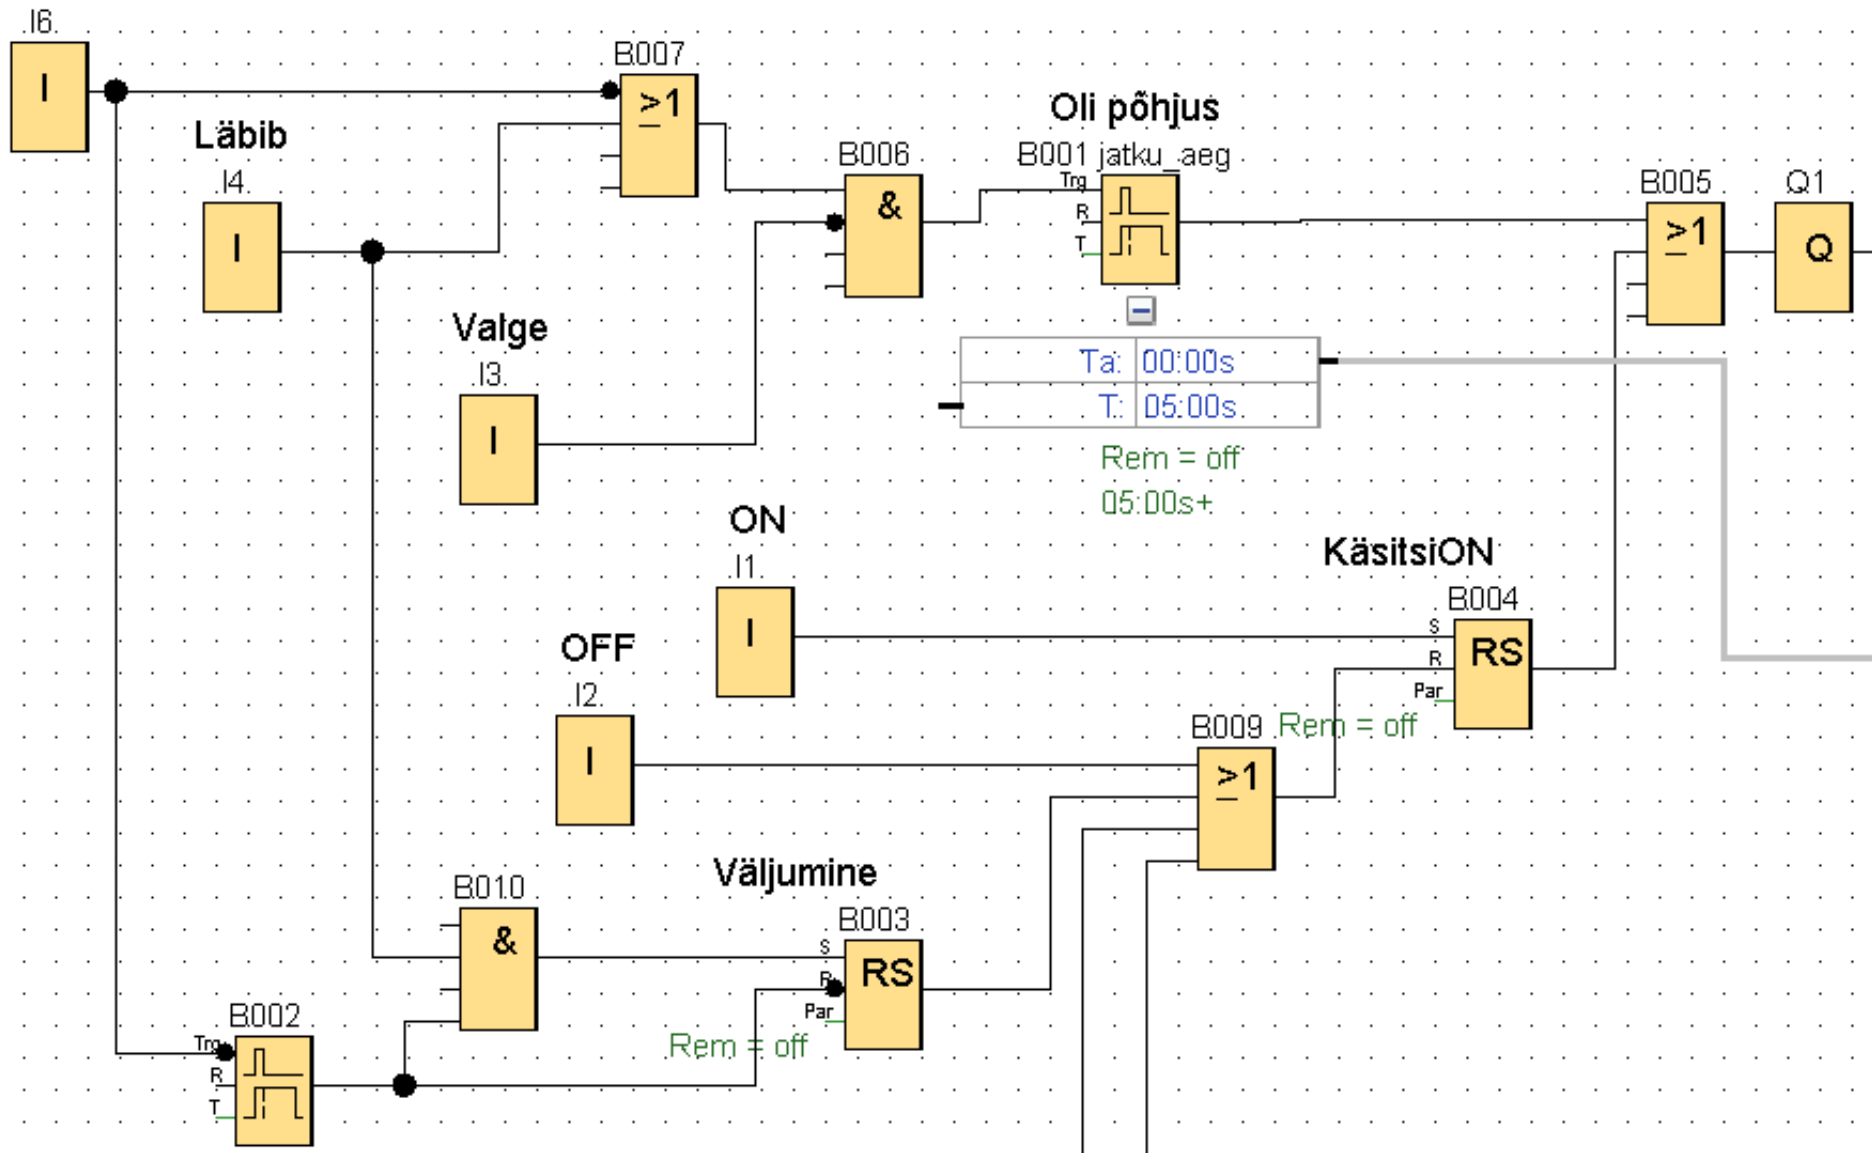 I6
I
B007
≥1
Läbib
I4
I
Oli põhjus
B001 jatku_aeg
Trg
R
T
B006
&
B005
≥1
Q1
Q
Valge
I3
I
Ta: 00:00s
T: 05:00s
Rem = off
05:00s+
ON
I1
I
KäsitsiON
B004
S
R
Par
RS
Rem = off
OFF
I2
I
B009
≥1
Väljumine
B010
&
B003
S
R
Par
RS
Rem = off
B002
Trg
R
T